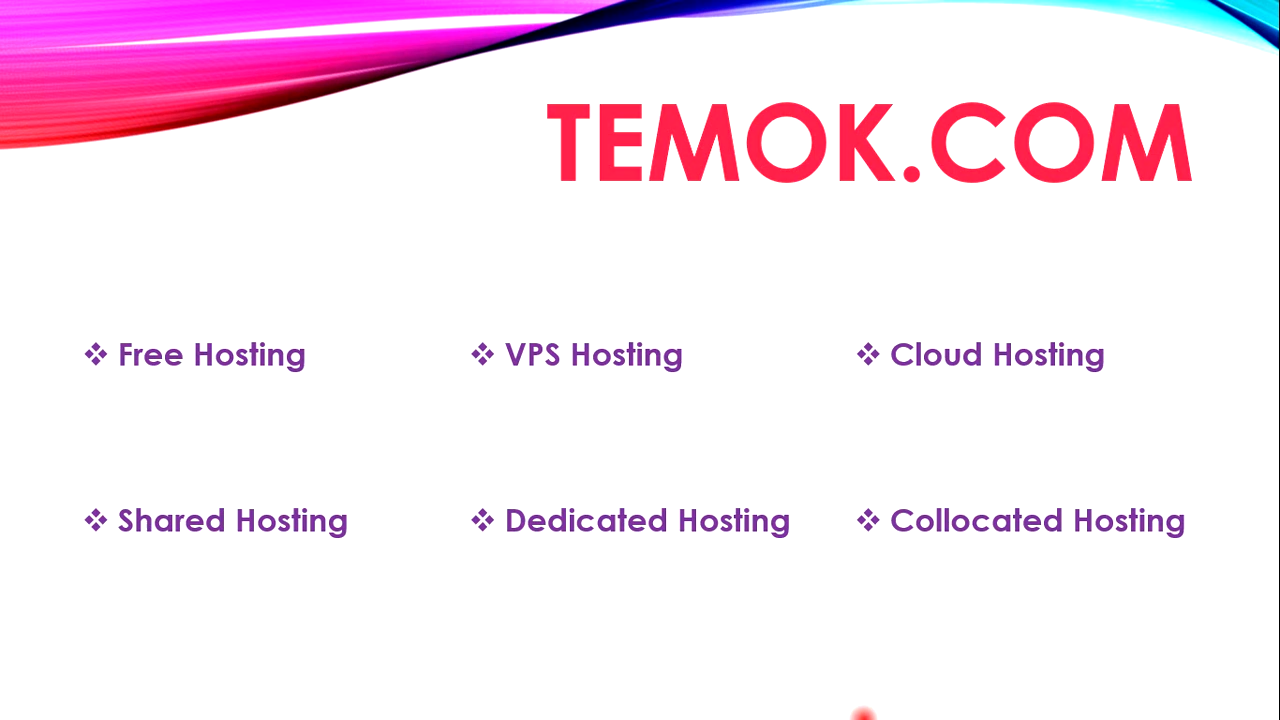 TEMOK.COM
❖ Free Hosting
❖ VPS Hosting
❖ Cloud Hosting
❖ Shared Hosting
❖ Dedicated Hosting
❖ Collocated Hosting